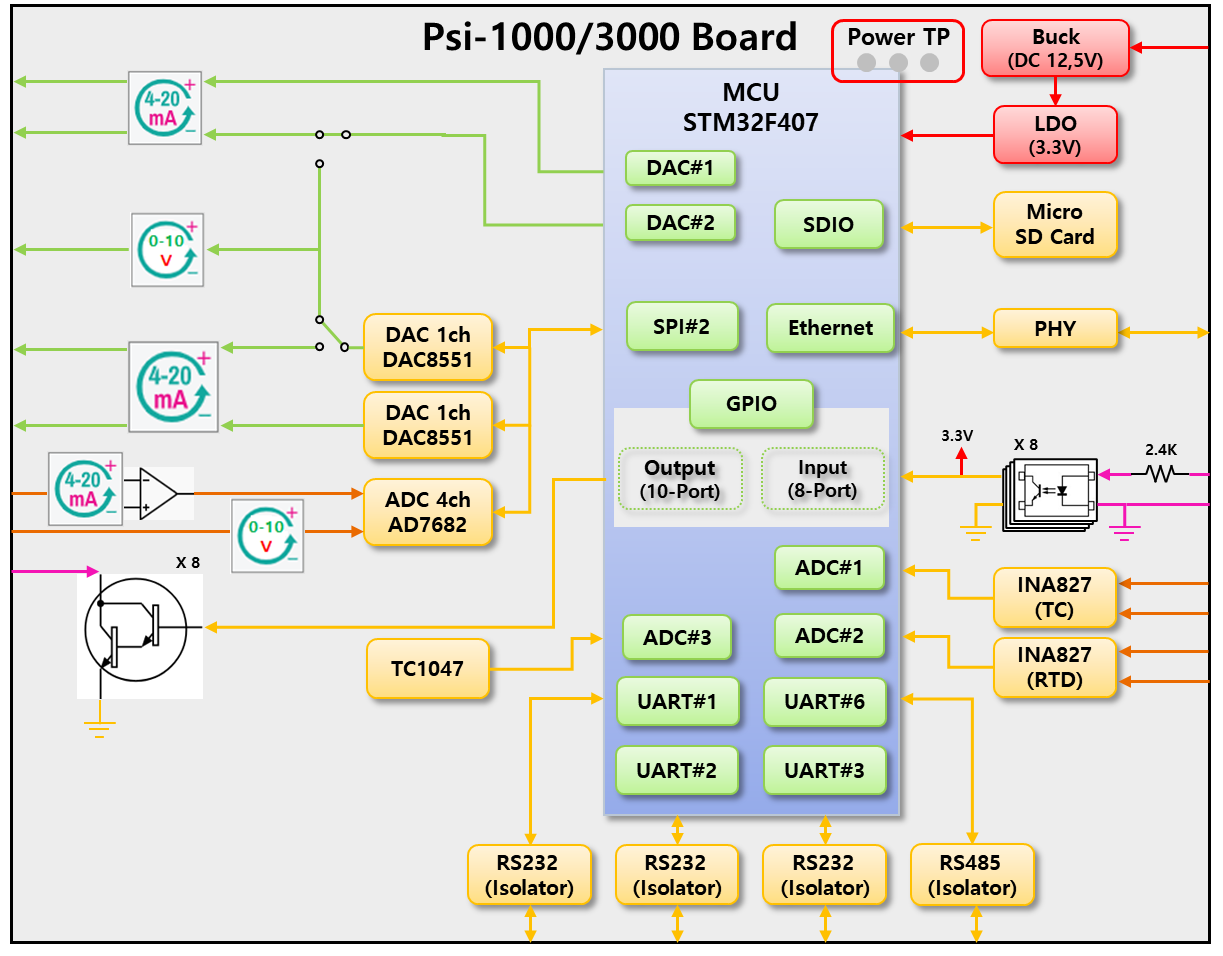 Psi-1000/3000 Board
Power TP
Buck
(DC 12,5V)
LDO
(3.3V)
MCU
STM32F407
4-20
mA
+
−
DAC#1
DAC#2
SDIO
Micro
SD Card
0-10
V
+
−
SPI#2
Ethernet
PHY
DAC 1ch
DAC8551
4-20
mA
+
−
DAC 1ch
DAC8551
GPIO
Output
(10-Port)
Input
(8-Port)
3.3V
X 8
2.4K
4-20
mA
+
−
ADC 4ch
AD7682
0-10
V
+
−
X 8
ADC#1
INA827
(TC)
ADC#3
ADC#2
INA827
(RTD)
TC1047
UART#1
UART#6
UART#2
UART#3
RS232
(Isolator)
RS232
(Isolator)
RS232
(Isolator)
RS485
(Isolator)